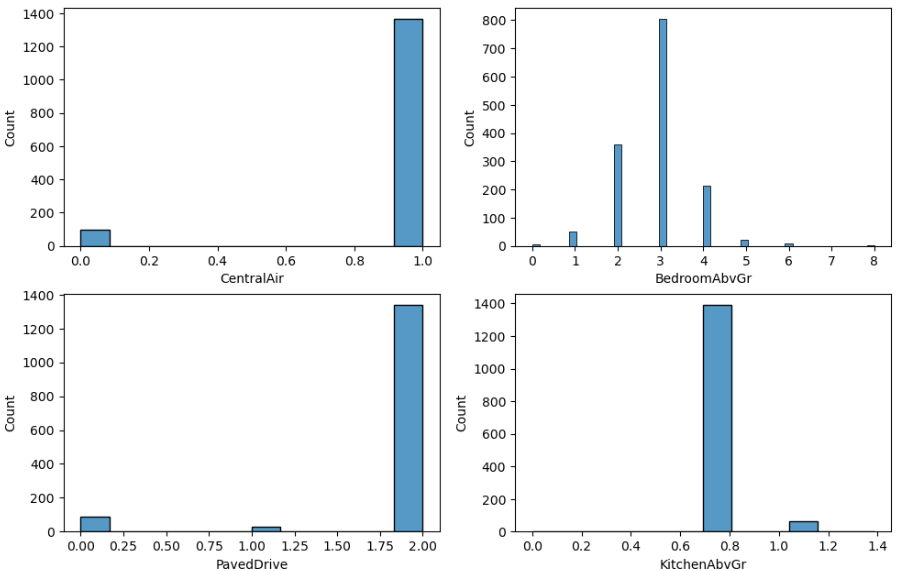 1400
1200
1000
800
600
400
200
0
Count
0.0 0.2 0.4 0.6 0.8 1.0
CentralAir
800
700
600
500
400
300
200
100
0
Count
0 1 2 3 4 5 6 7 8
BedroomAbvGr
1400
1200
1000
800
600
400
200
0
Count
0.00 0.25 0.50 0.75 1.00 1.25 1.50 1.75 2.00
PavedDrive
1400
1200
1000
800
600
400
200
0
Count
0.0 0.2 0.4 0.6 0.8 1.0 1.2 1.4
KitchenAbvGr